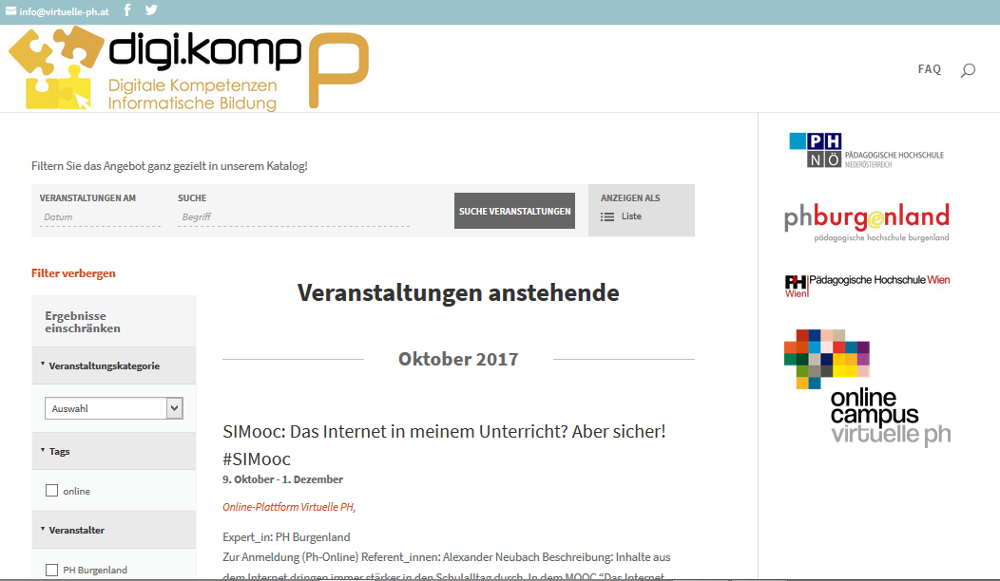 info@virtuelle-ph.at
digi.komp P
Digitale Kompetenzen
Informatische Bildung
FAQ
Filtern Sie das Angebot ganz gezielt in unserem Katalog!
VERANSTALTUNGEN AM
Datum
SUCHE
Begriff
SUCHE VERANSTALTUNGEN
ANZEIGEN ALS
Liste
Filter verbergen
Ergebnisse
einschränken
Veranstaltungskategorie
Auswahl
Tags
online
Veranstalter
PH Burgenland
Veranstaltungen anstehende
Oktober 2017
SIMooc: Das Internet in meinem Unterricht? Aber sicher!
#SIMooc
9. Oktober - 1. Dezember
Online-Plattform Virtuelle PH,
Expert_in: PH Burgenland
Zur Anmeldung (Ph-Online) Referent_innen: Alexander Neubach Beschreibung: Inhalte aus
dem Internet dringen immer stärker in den Schulalltag durch. In dem MOOC “Das Internet
PH
NÖ
PÄDAGOGISCHE HOCHSCHULE
NIEDERÖSTERREICH
phburgenland
pädagogische hochschule burgenland
PH
Wien
Pädagogische Hochschule Wien
online
campus
virtuelle ph